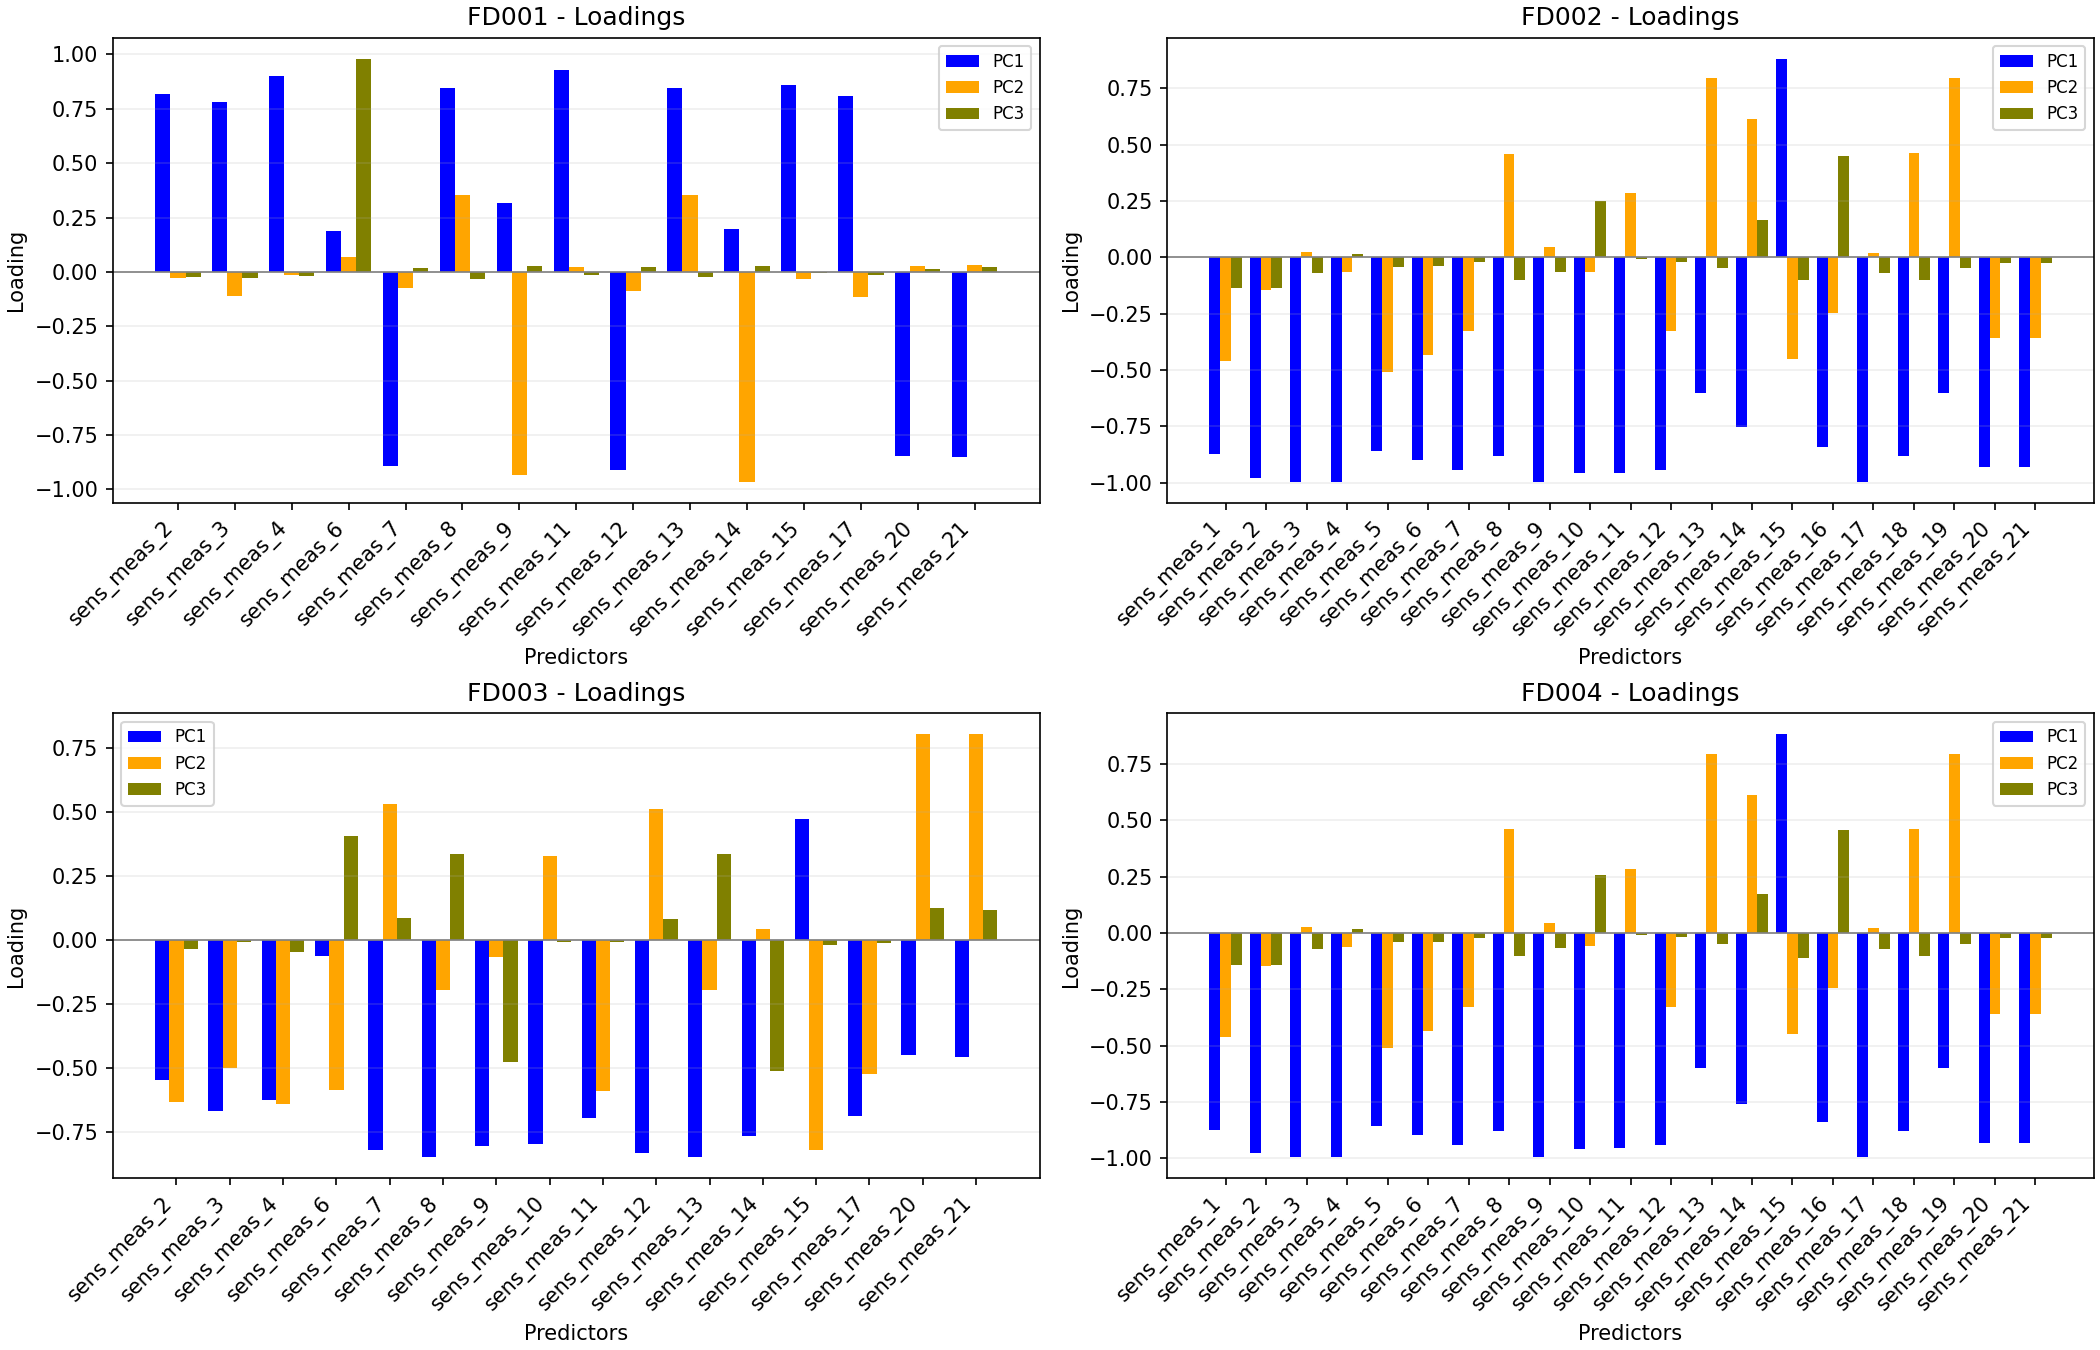 FD001 - Loadings
Loading
1.00
0.75
0.50
0.25
0.00
−0.25
−0.50
−0.75
−1.00
PC1
PC2
PC3
sens_meas_2
sens_meas_3
sens_meas_4
sens_meas_6
sens_meas_7
sens_meas_8
sens_meas_9
sens_meas_11
sens_meas_12
sens_meas_13
sens_meas_14
sens_meas_15
sens_meas_17
sens_meas_20
sens_meas_21
Predictors
FD002 - Loadings
Loading
0.75
0.50
0.25
0.00
−0.25
−0.50
−0.75
−1.00
PC1
PC2
PC3
sens_meas_1
sens_meas_2
sens_meas_3
sens_meas_4
sens_meas_5
sens_meas_6
sens_meas_7
sens_meas_8
sens_meas_9
sens_meas_10
sens_meas_11
sens_meas_12
sens_meas_13
sens_meas_14
sens_meas_15
sens_meas_16
sens_meas_17
sens_meas_18
sens_meas_19
sens_meas_20
sens_meas_21
Predictors
FD003 - Loadings
Loading
0.75
0.50
0.25
0.00
−0.25
−0.50
−0.75
PC1
PC2
PC3
sens_meas_2
sens_meas_3
sens_meas_4
sens_meas_6
sens_meas_7
sens_meas_8
sens_meas_9
sens_meas_10
sens_meas_11
sens_meas_12
sens_meas_13
sens_meas_14
sens_meas_15
sens_meas_17
sens_meas_20
sens_meas_21
Predictors
FD004 - Loadings
Loading
0.75
0.50
0.25
0.00
−0.25
−0.50
−0.75
−1.00
PC1
PC2
PC3
sens_meas_1
sens_meas_2
sens_meas_3
sens_meas_4
sens_meas_5
sens_meas_6
sens_meas_7
sens_meas_8
sens_meas_9
sens_meas_10
sens_meas_11
sens_meas_12
sens_meas_13
sens_meas_14
sens_meas_15
sens_meas_16
sens_meas_17
sens_meas_18
sens_meas_19
sens_meas_20
sens_meas_21
Predictors